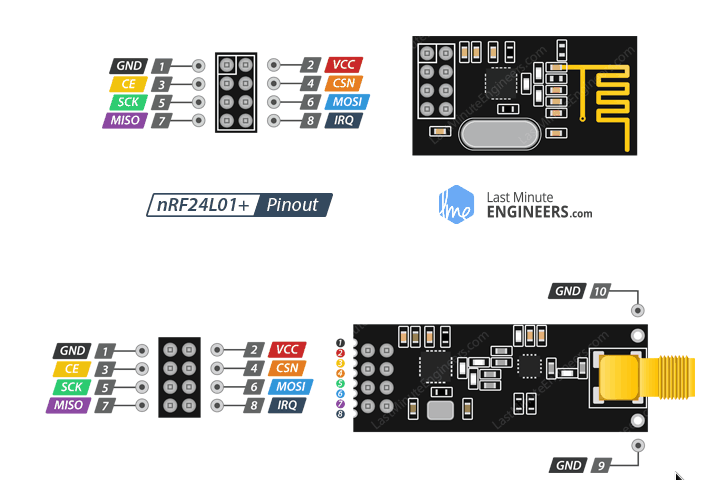 GND 1 2 VCC
CE 3 4 CSN
SCK 5 6 MOSI
MISO 7 8 IRQ
nRF24L01+ Pinout
Last Minute
ENGINEERS.com
GND 10
GND 1 2 VCC
CE 3 4 CSN
SCK 5 6 MOSI
MISO 7 8 IRQ
1
2
3
4
5
6
7
8
GND 9